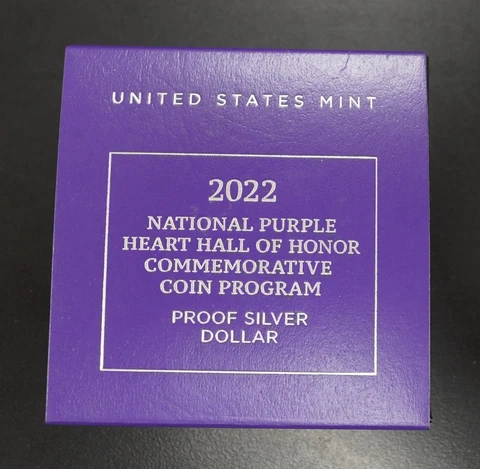 UNITED STATES MINT
2022
NATIONAL PURPLE
HEART HALL OF HONOR
COMMEMORATIVE
COIN PROGRAM
PROOF SILVER
DOLLAR